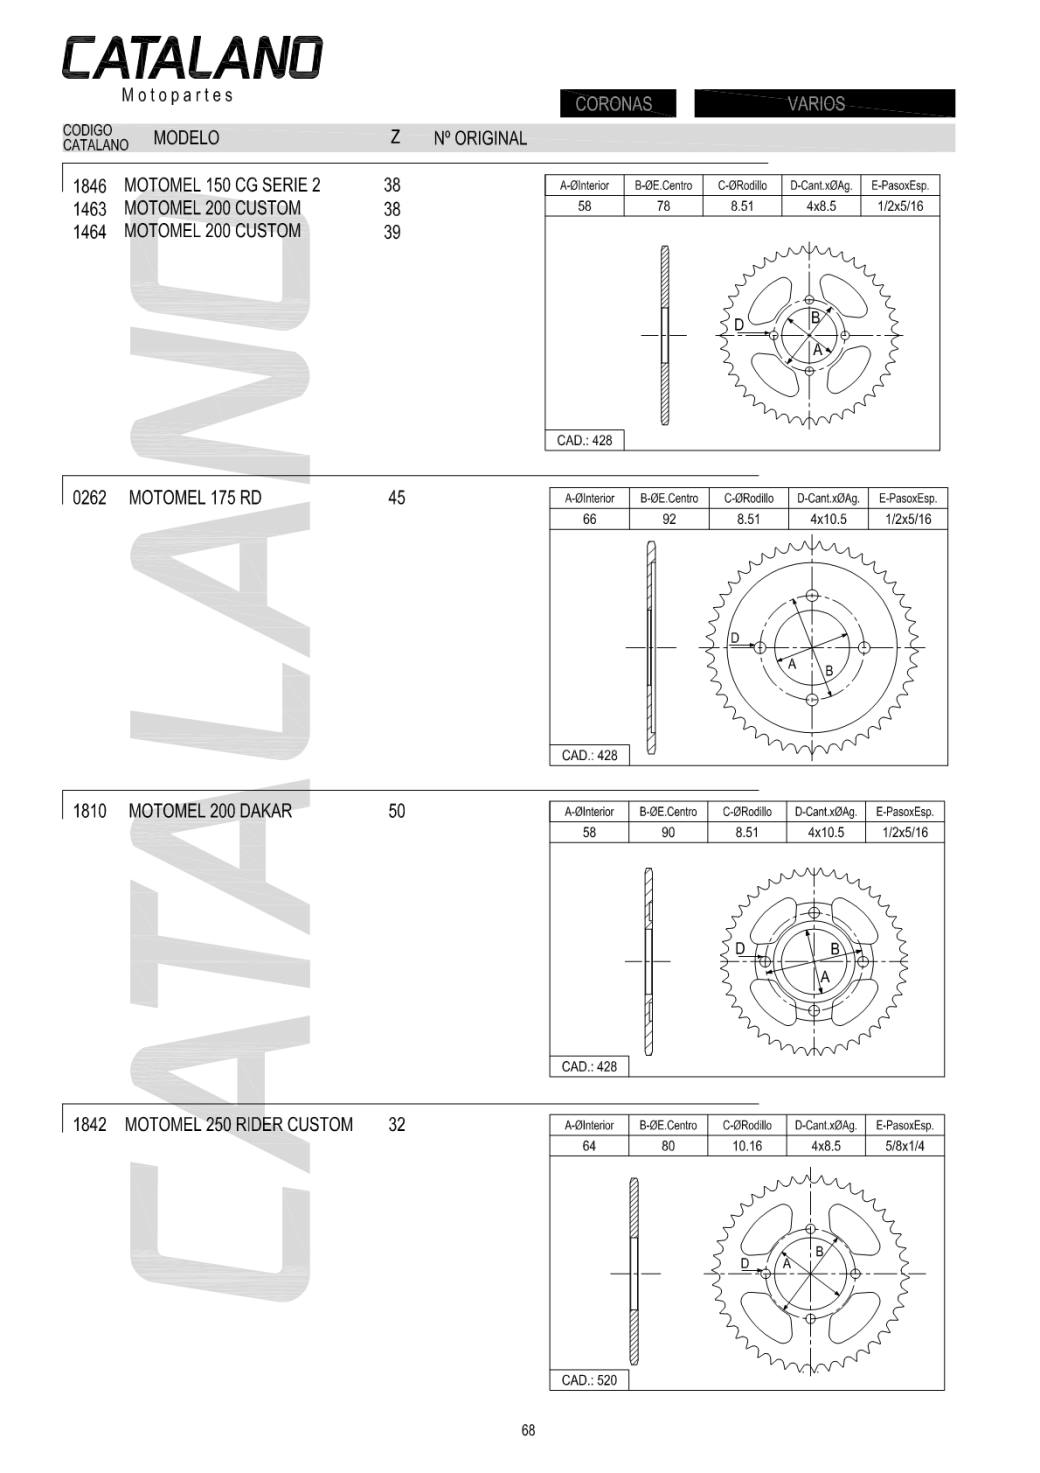 CATALANO
Motopartes
CORONAS VARIOS
CODIGO CATALANO MODELO Z Nº ORIGINAL
1846 MOTOMEL 150 CG SERIE 2 38
1463 MOTOMEL 200 CUSTOM 38
1464 MOTOMEL 200 CUSTOM 39
A-ØInterior B-ØE.Centro C-ØRodillo D-Cant.xØAg. E-PasoxEsp.
58 78 8.51 4x8.5 1/2x5/16
D B
A
CAD.: 428
0262 MOTOMEL 175 RD 45
A-ØInterior B-ØE.Centro C-ØRodillo D-Cant.xØAg. E-PasoxEsp.
66 92 8.51 4x10.5 1/2x5/16
D
A B
CAD.: 428
1810 MOTOMEL 200 DAKAR 50
A-ØInterior B-ØE.Centro C-ØRodillo D-Cant.xØAg. E-PasoxEsp.
58 90 8.51 4x10.5 1/2x5/16
D B
A
CAD.: 428
1842 MOTOMEL 250 RIDER CUSTOM 32
A-ØInterior B-ØE.Centro C-ØRodillo D-Cant.xØAg. E-PasoxEsp.
64 80 10.16 4x8.5 5/8x1/4
B
D A
CAD.: 520
CATALANO
68